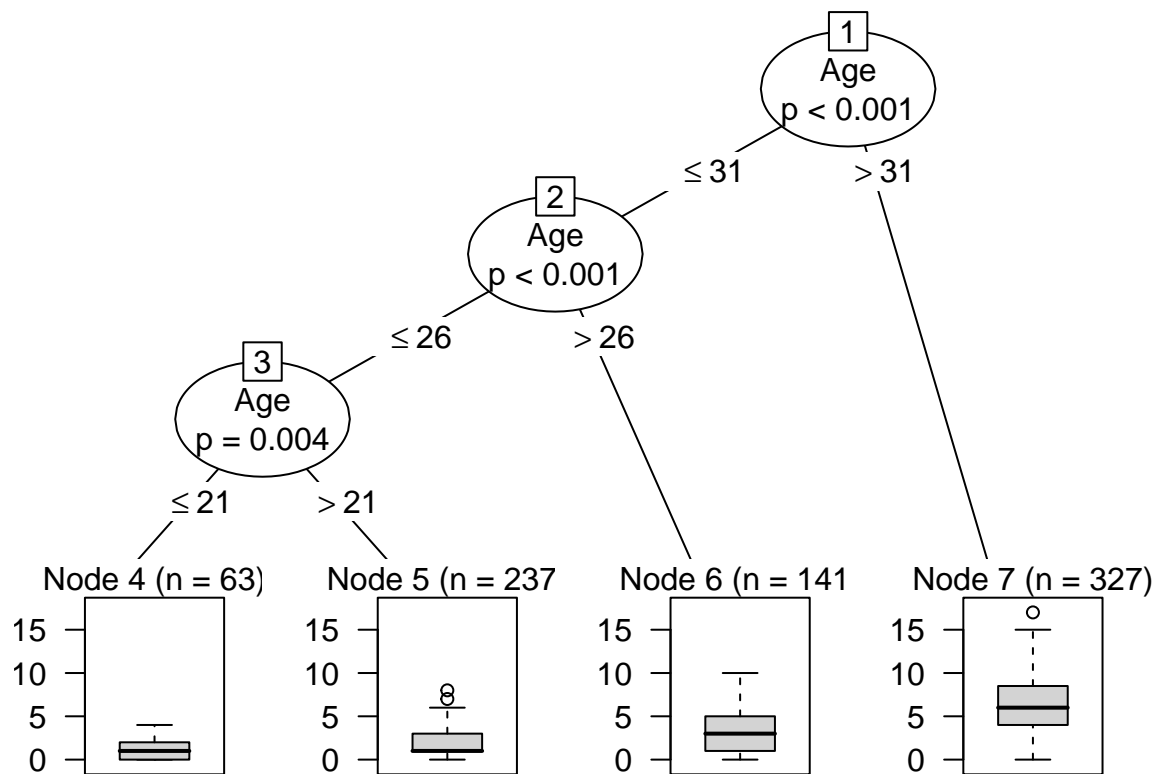 1
Age
p < 0.001
≤ 31
> 31
2
Age
p < 0.001
≤ 26
> 26
3
Age
p = 0.004
≤ 21
> 21
Node 4 (n = 63)
0
5
10
15
Node 5 (n = 237
0
5
10
15
Node 6 (n = 141
0
5
10
15
Node 7 (n = 327)
0
5
10
15